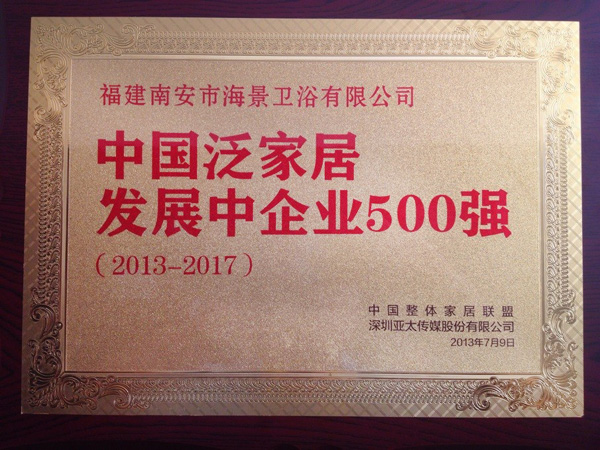 福建南安市海景卫浴有限公司
中国泛家居
发展中企业500强
(2013-2017)
中国整体家居联盟
深圳亚太传媒股份有限公司
2013年7月9日